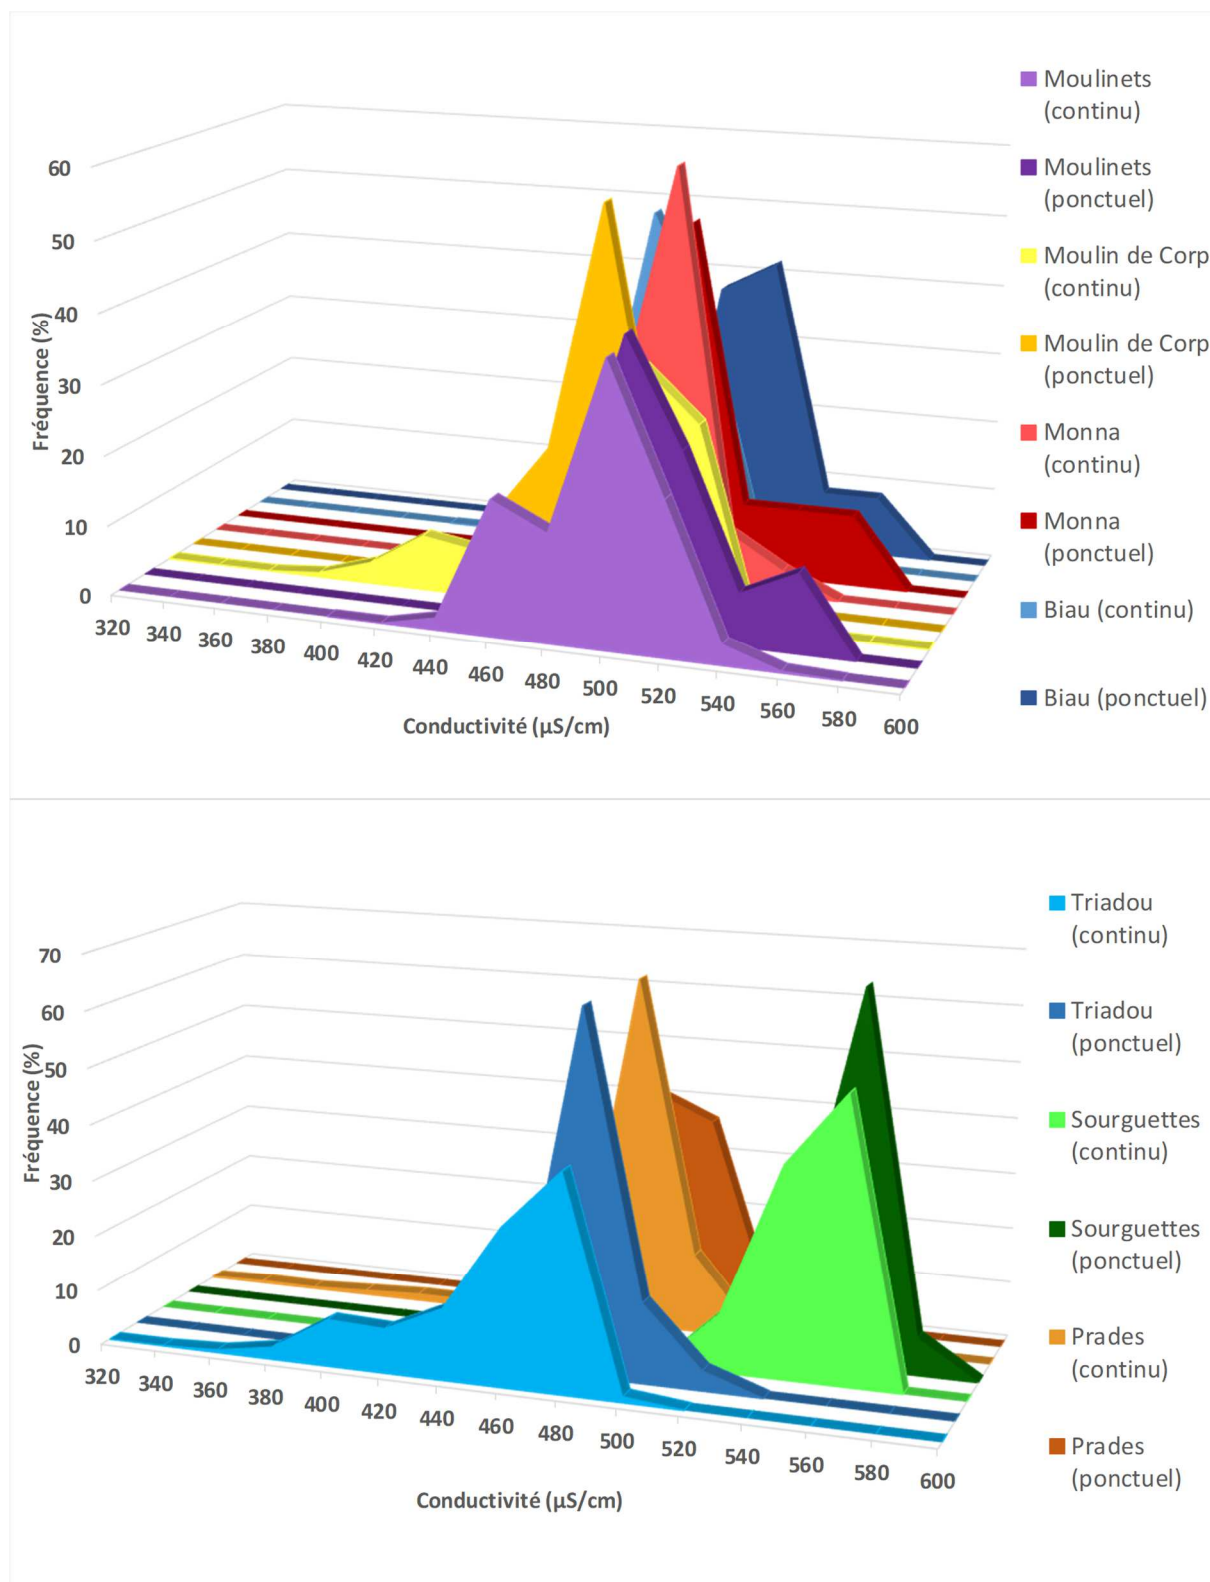 60
50
40
30
20
10
0
Fréquence (%)
320 340 360 380 400 420 440 460 480 500 520 540 560 580 600
Conductivité (µS/cm)
Moulinets
(continu)
Moulinets
(ponctuel)
Moulin de Corp
(continu)
Moulin de Corp
(ponctuel)
Monna
(continu)
Monna
(ponctuel)
Biau (continu)
Biau (ponctuel)
70
60
50
40
30
20
10
0
Fréquence (%)
320 340 360 380 400 420 440 460 480 500 520 540 560 580 600
Conductivité (µS/cm)
Triadou
(continu)
Triadou
(ponctuel)
Sourguettes
(continu)
Sourguettes
(ponctuel)
Prades
(continu)
Prades
(ponctuel)